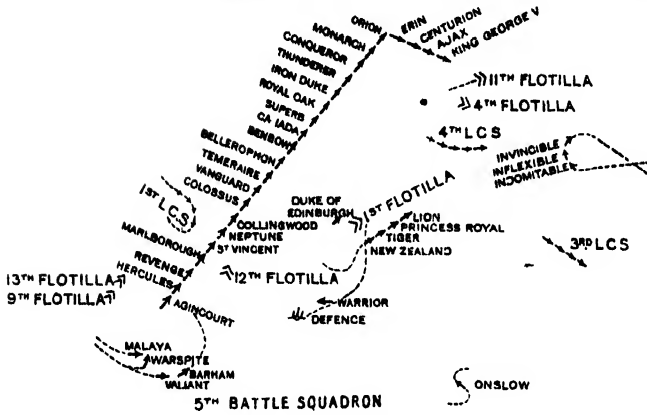 ORION
ERIN
CENTURION
AJAX
KING GEORGE V
MONARCH
CONQUEROR
THUNDERER
IRON DUKE
ROYAL OAK
SUPERB
CA IADA
BENBOW
BELLEROPHON
TEMERAIRE
VANGUARD
COLOSSUS
11TH FLOTILLA
4TH FLOTILLA
4TH LCS
INVINCIBLE
INFLEXIBLE
INDOMITABLE
1ST LCS
DUKE OF
EDINBURGH
1ST FLOTILLA
COLLINGWOOD
NEPTUNE
ST VINCENT
LION
PRINCESS ROYAL
TIGER
NEW ZEALAND
3RD LCS
MARLBOROUGH
REVENGE
HERCULES
AGINCOURT
13TH FLOTILLA
9TH FLOTILLA
12TH FLOTILLA
WARRIOR
DEFENCE
MALAYA
WARSPITE
BARHAM
VALIANT
5TH BATTLE SQUADRON
ONSLOW